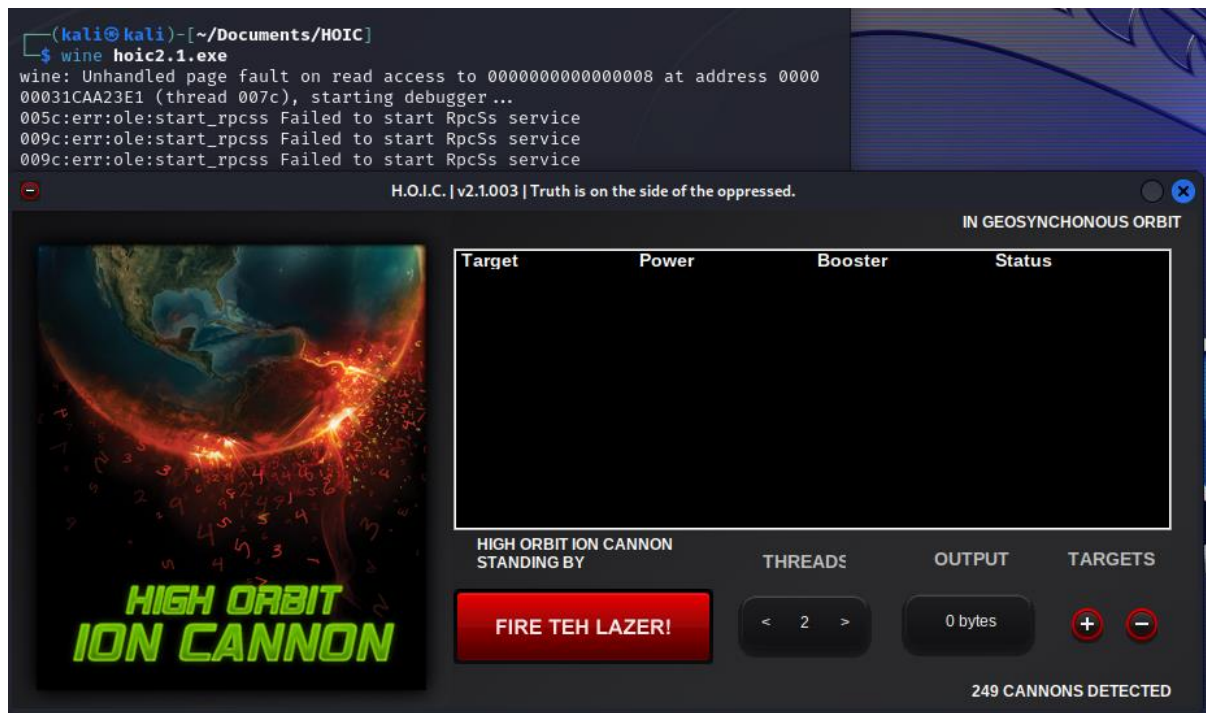 (kali㉿kali)-[~/Documents/HOIC]
$ wine hoic2.1.exe
wine: Unhandled page fault on read access to 0000000000000008 at address 0000
00031CAA23E1 (thread 007c), starting debugger...
005c:err:ole:start_rpcss Failed to start RpcSs service
009c:err:ole:start_rpcss Failed to start RpcSs service
009c:err:ole:start_rpcss Failed to start RpcSs service
H.O.I.C. | v2.1.003 | Truth is on the side of the oppressed.
IN GEOSYNCHONOUS ORBIT
Target Power Booster Status
HIGH ORBIT
ION CANNON
HIGH ORBIT ION CANNON
STANDING BY
THREADS OUTPUT TARGETS
FIRE TEH LAZER!
< 2 >
0 bytes
+ −
249 CANNONS DETECTED